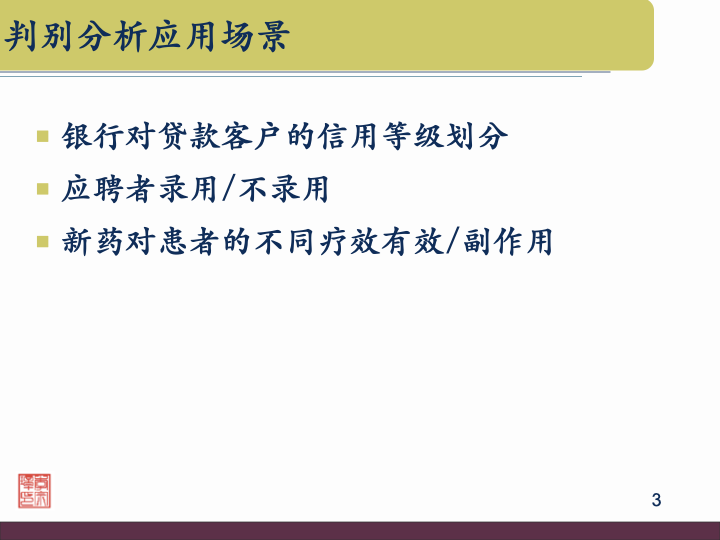 判别分析应用场景
银行对贷款客户的信用等级划分
应聘者录用/不录用
新药对患者的不同疗效有效/副作用
3